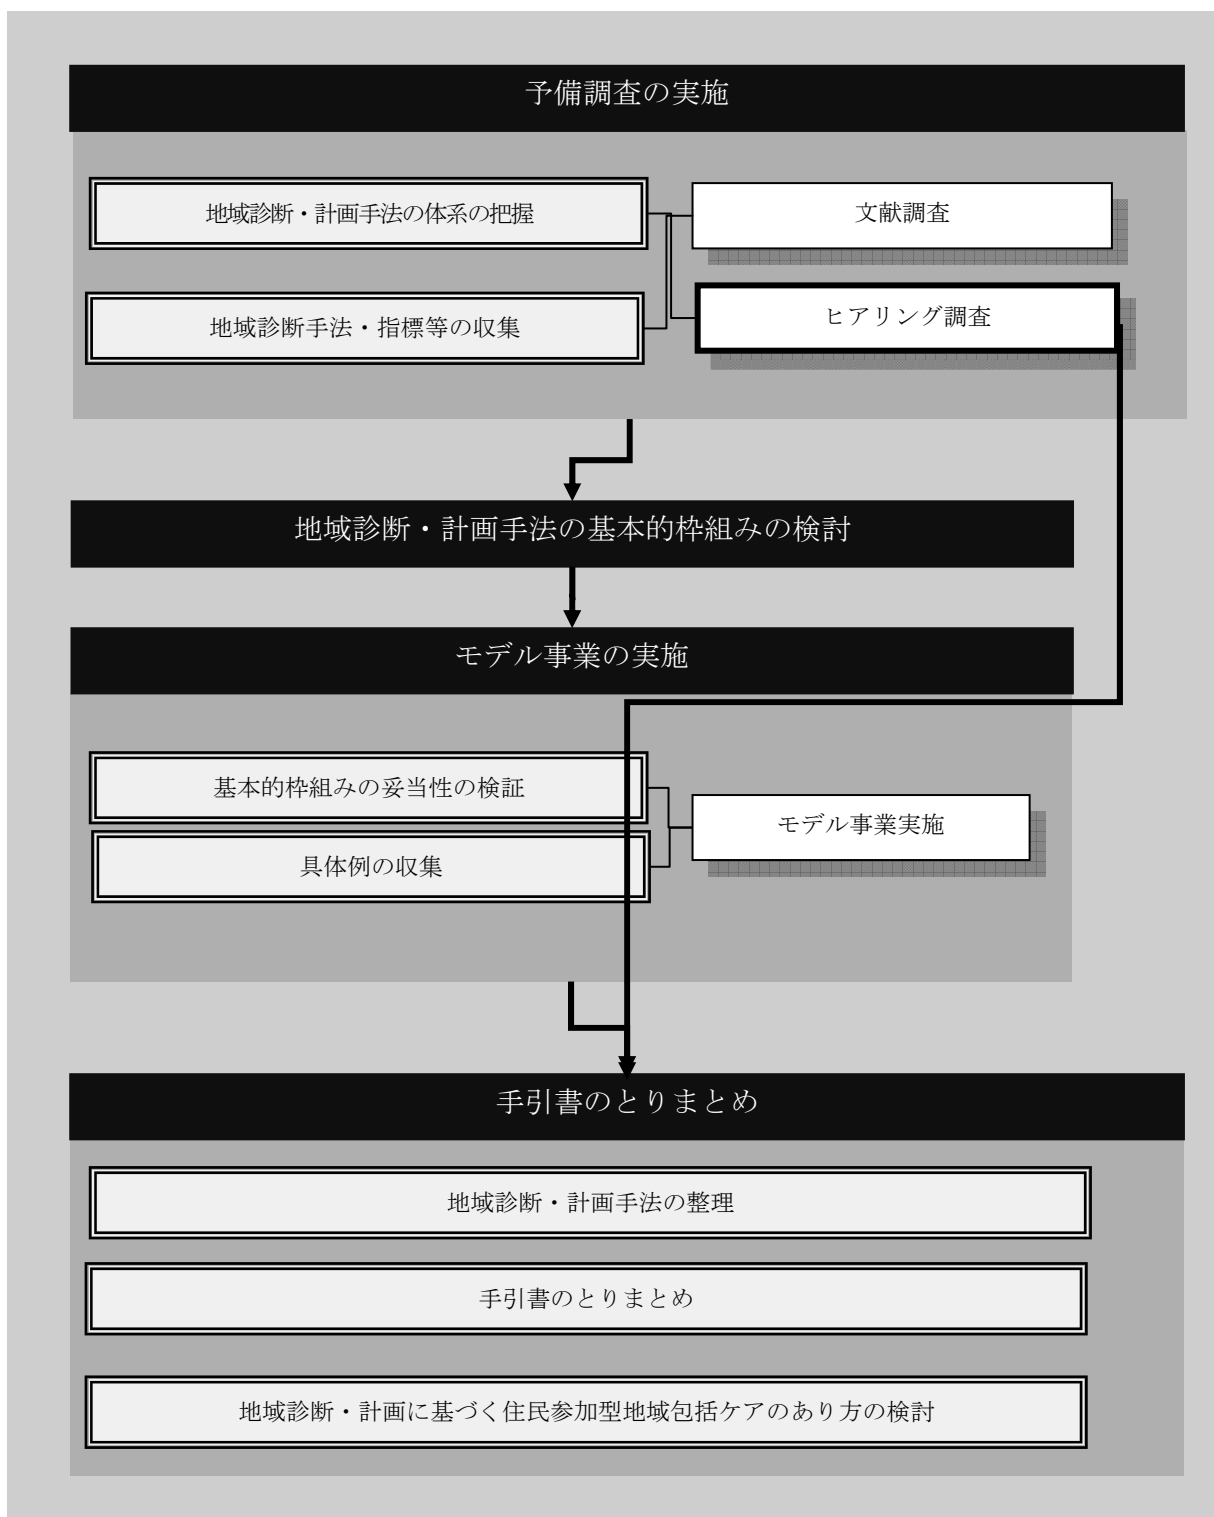 予備調査の実施
地域診断・計画手法の体系の把握
文献調査
地域診断手法・指標等の収集
ヒアリング調査
地域診断・計画手法の基本的枠組みの検討
モデル事業の実施
基本的枠組みの妥当性の検証
モデル事業実施
具体例の収集
手引書のとりまとめ
地域診断・計画手法の整理
手引書のとりまとめ
地域診断・計画に基づく住民参加型地域包括ケアのあり方の検討